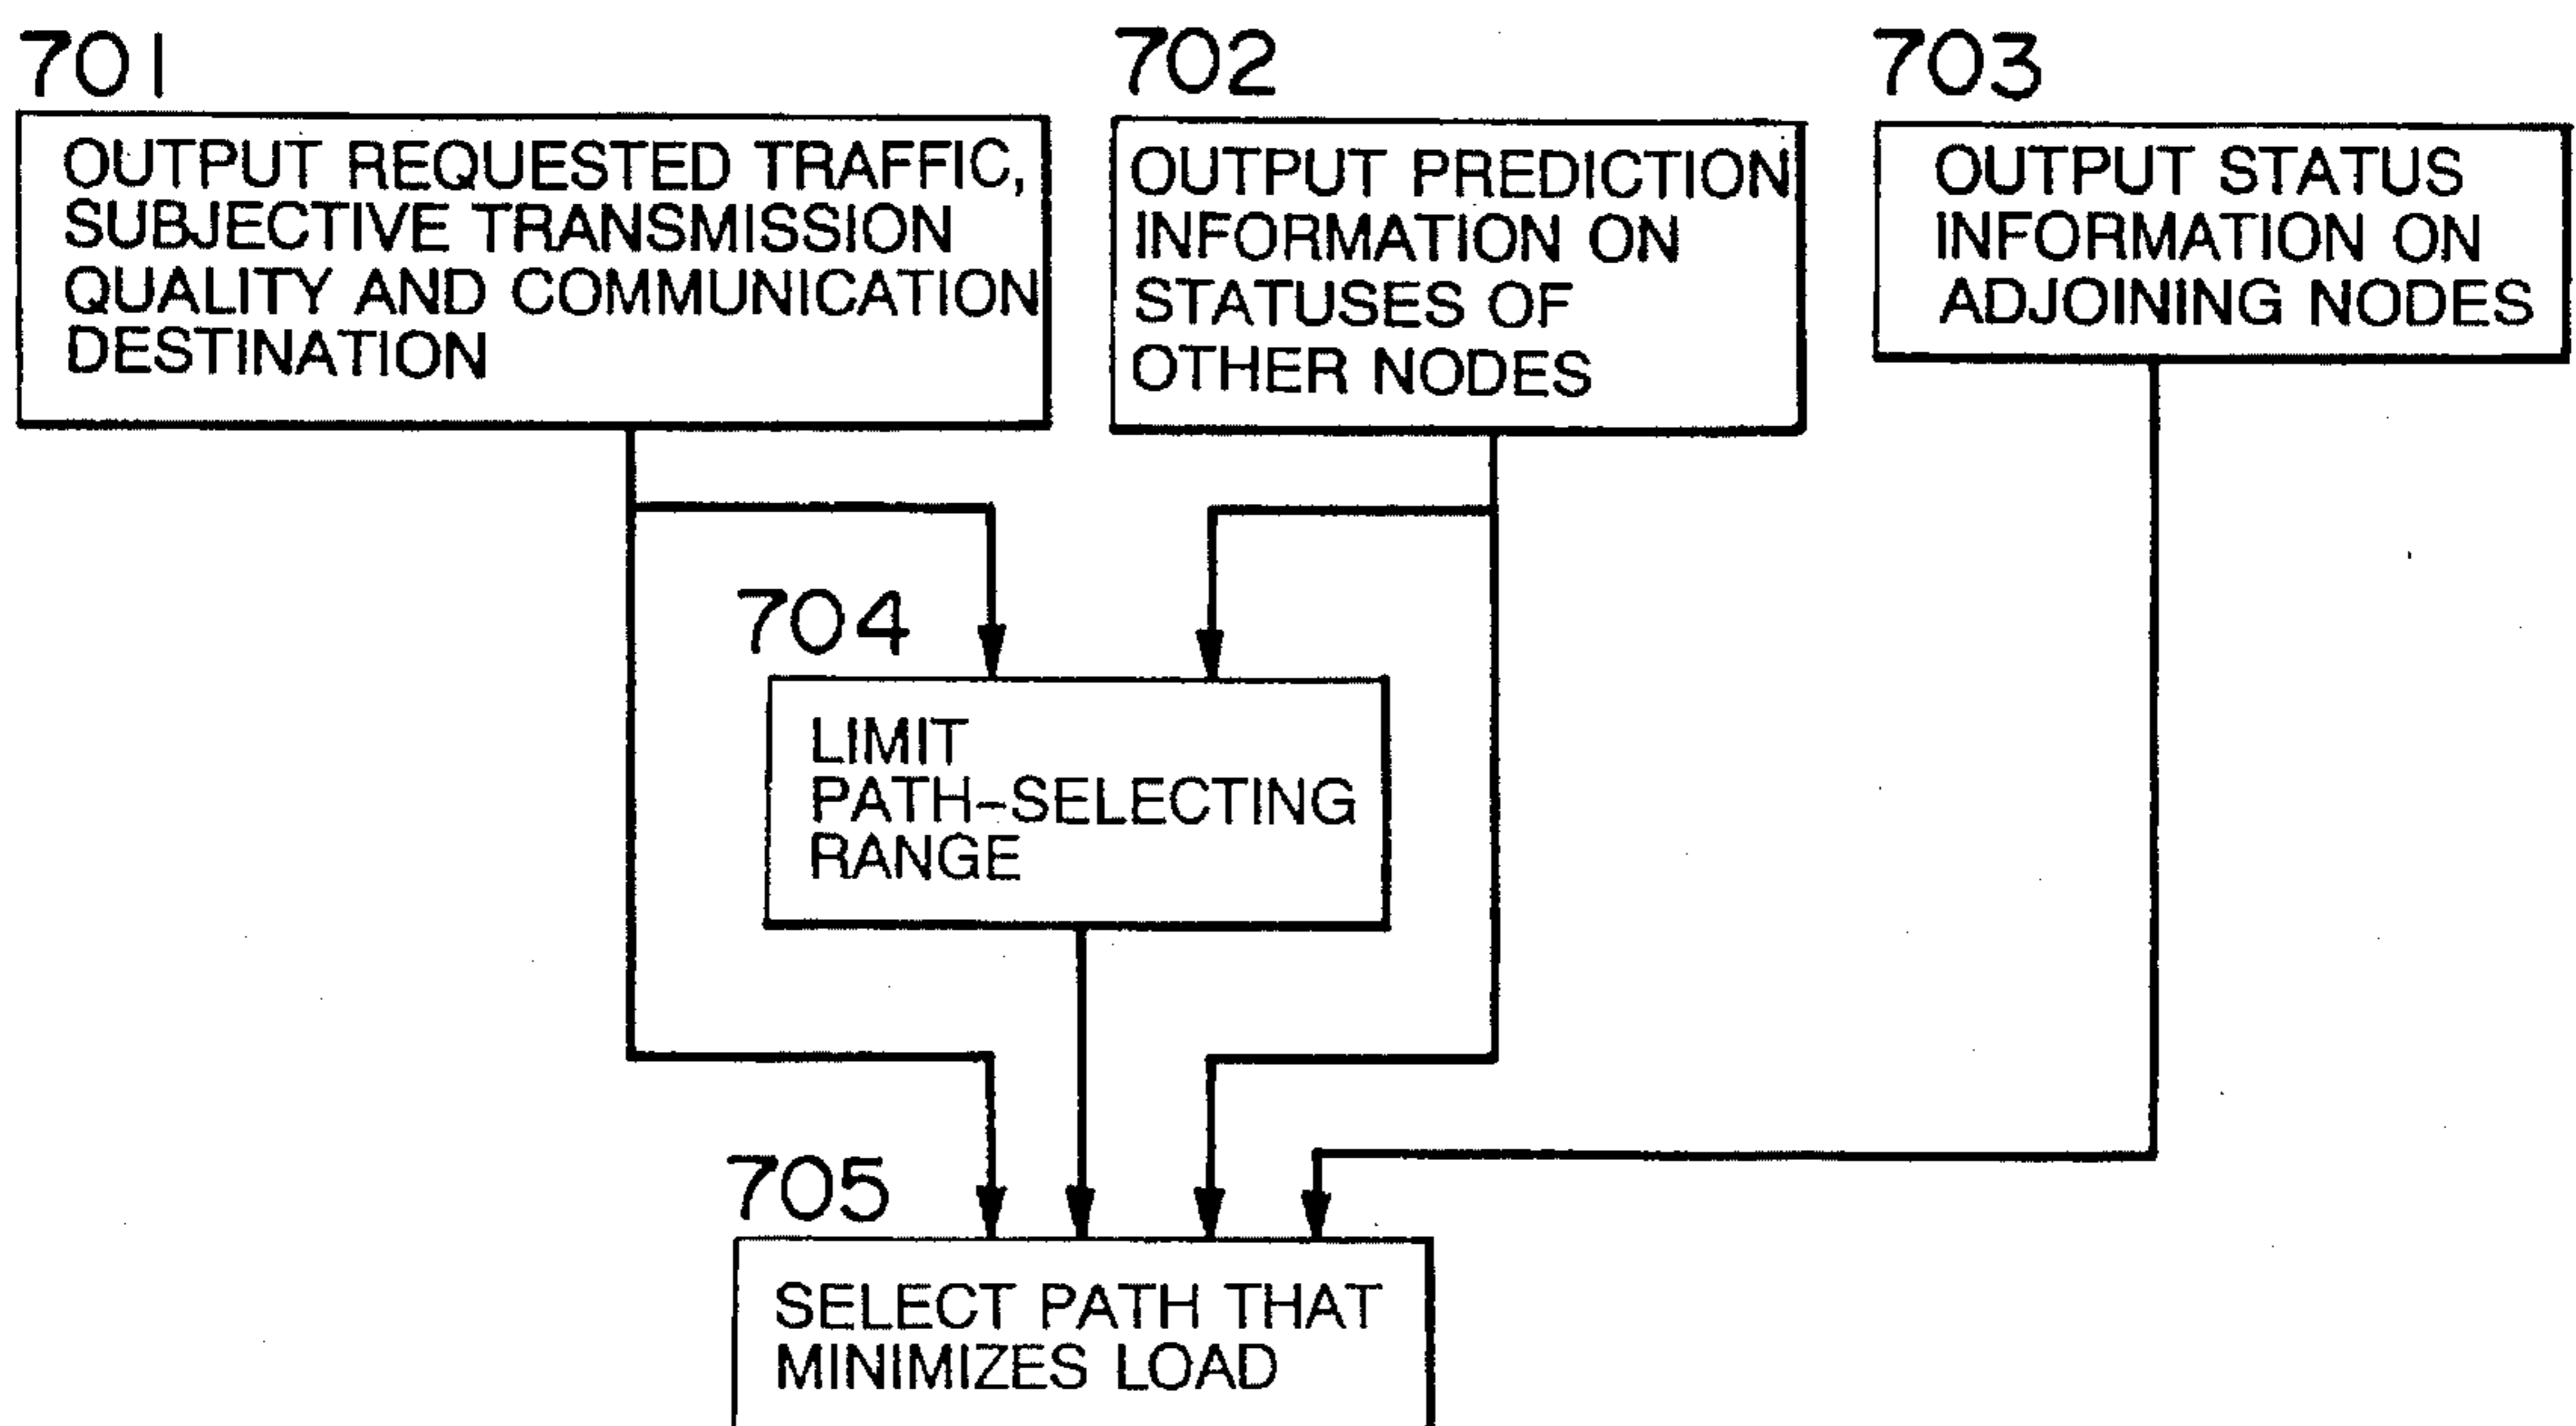 701
OUTPUT REQUESTED TRAFFIC,
SUBJECTIVE TRANSMISSION
QUALITY AND COMMUNICATION
DESTINATION
702
OUTPUT PREDICTION
INFORMATION ON
STATUSES OF
OTHER NODES
703
OUTPUT STATUS
INFORMATION ON
ADJOINING NODES
704
LIMIT
PATH-SELECTING
RANGE
705
SELECT PATH THAT
MINIMIZES LOAD